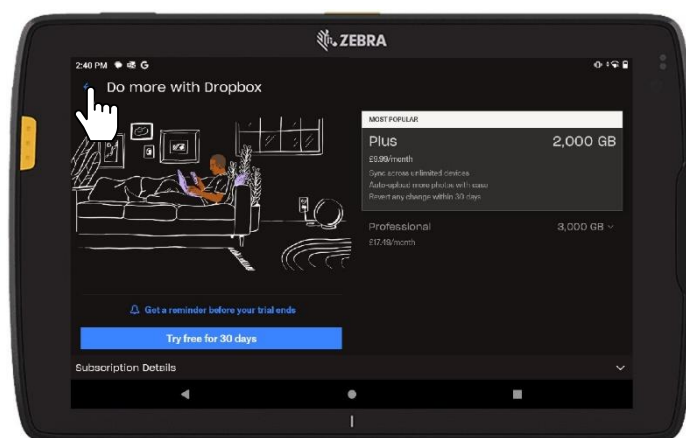 ZEBRA
2:40 PM G
Do more with Dropbox
MOST POPULAR
Plus 2,000 GB
£9.99/month
Sync across unlimited devices
Auto-upload more photos with ease
Revert any change within 30 days
Professional 3,000 GB
£17.49/month
Get a reminder before your trial ends
Try free for 30 days
Subscription Details